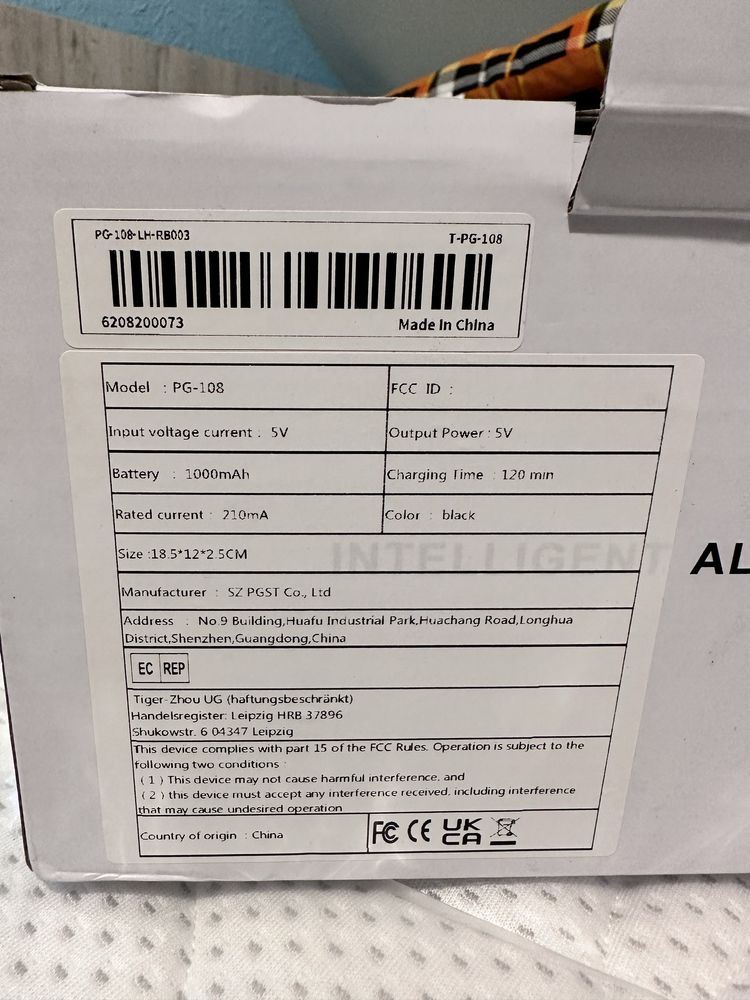 PG-108-LH-RB003
T-PG-108
6208200073
Made In China
Model : PG-108
FCC ID :
Input voltage current : 5V
Output Power : 5V
Battery : 1000mAh
Charging Time : 120 min
Rated current : 210mA
Color : black
Size :18.5*12*2.5CM
INTELLIGENT AL
Manufacturer : SZ PGST Co., Ltd
Address : No.9 Building,Huafu Industrial Park,Huachang Road,Longhua
District,Shenzhen,Guangdong,China
EC REP
Tiger-Zhou UG (haftungsbeschränkt)
Handelsregister: Leipzig HRB 37896
Shukowstr. 6 04347 Leipzig
This device complies with part 15 of the FCC Rules. Operation is subject to the
following two conditions :
(1) This device may not cause harmful interference, and
(2) this device must accept any interference received, including interference
that may cause undesired operation
Country of origin : China
FC CE UK
CA